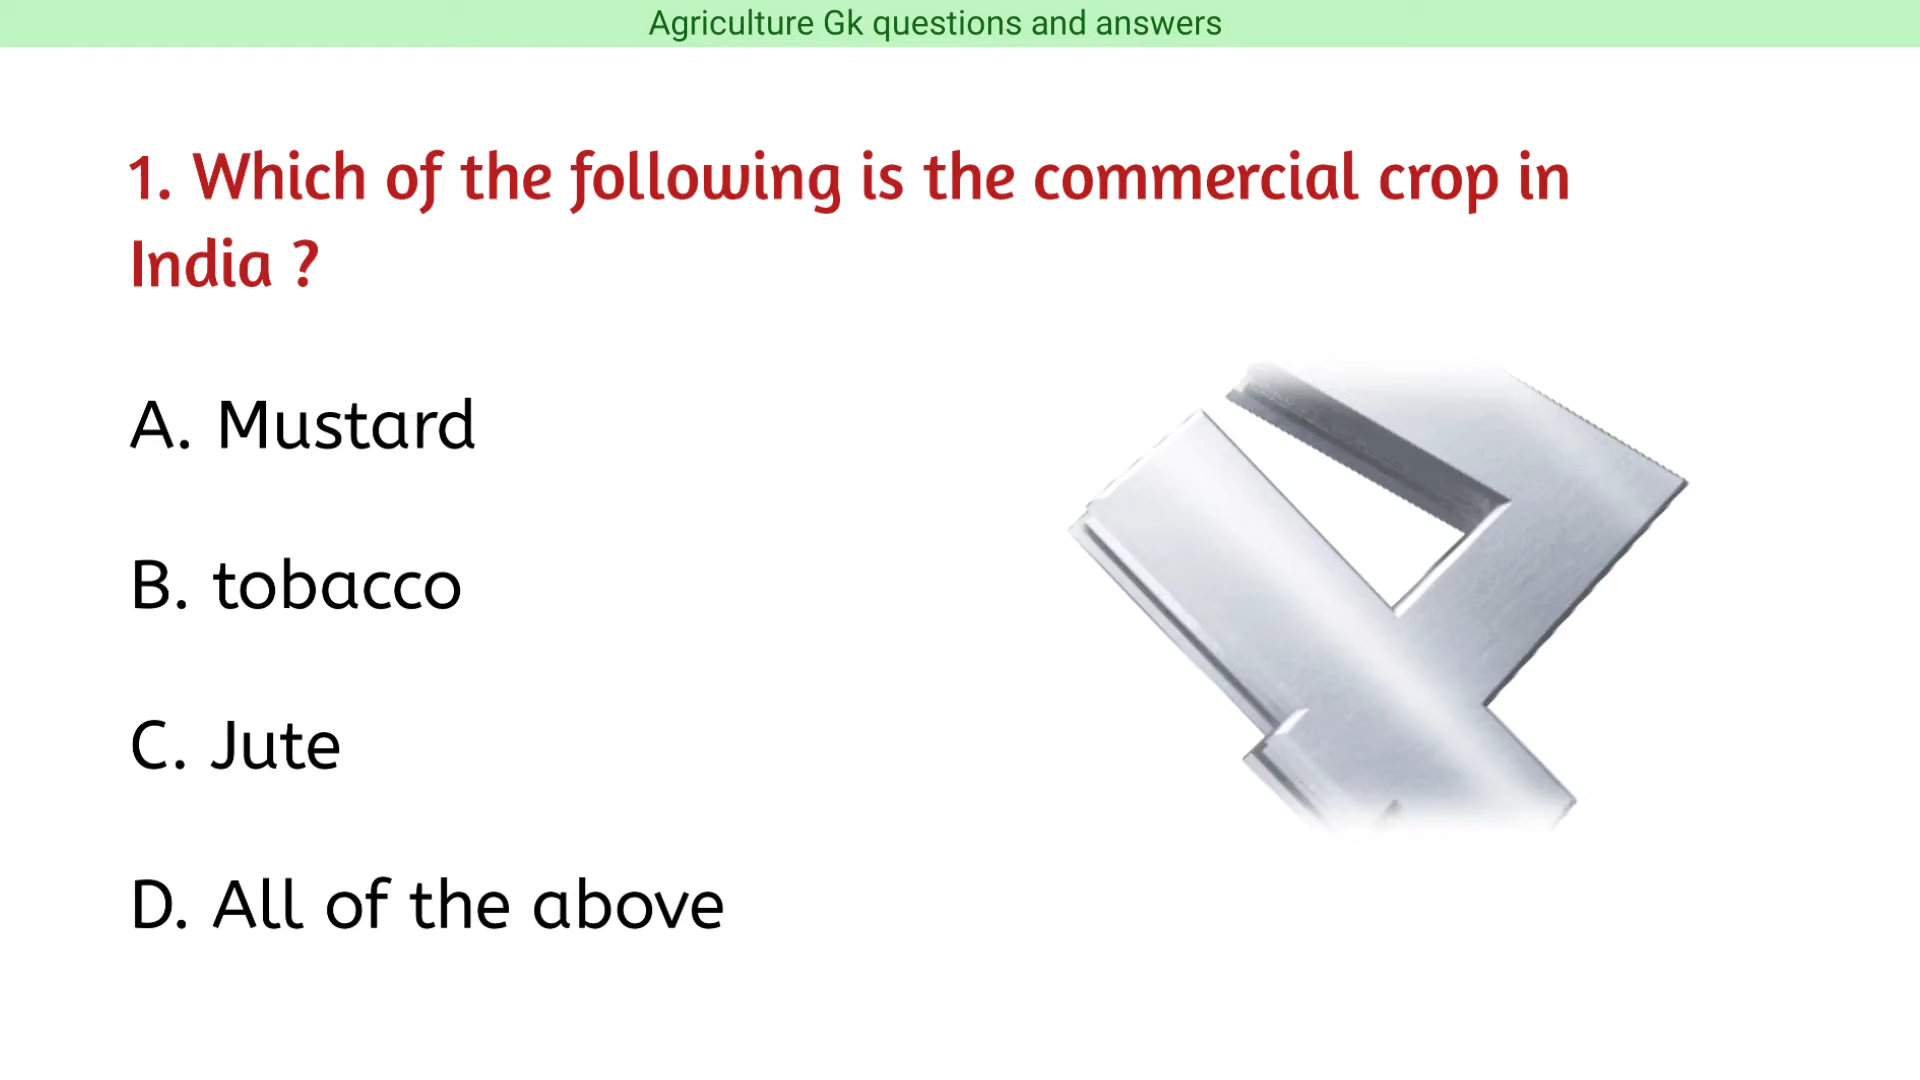 Agriculture Gk questions and answers
1. Which of the following is the commercial crop in
India ?
A. Mustard
B. tobacco
C. Jute
D. All of the above